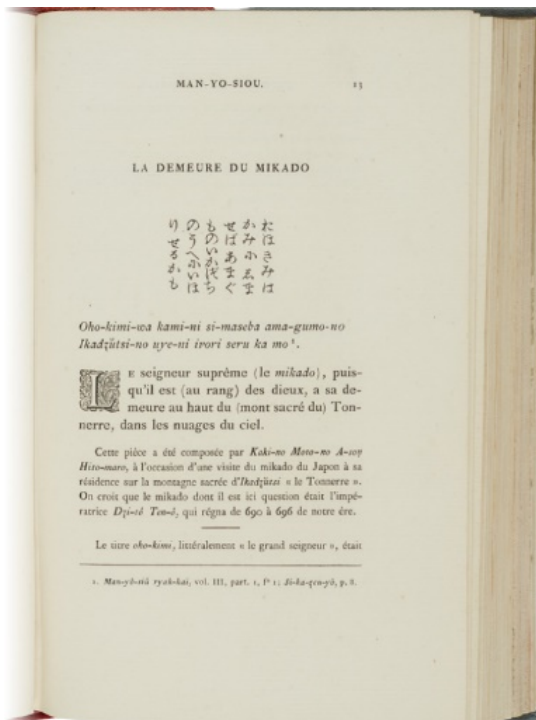 MAN-YO-SIOU.
13
LA DEMEURE DU MIKADO
おほきみは
かみにしま
せばあまぐ
ものいかづち
のうへにいほ
りせるかも
Oho-kimi-wa kami-ni si-maseba ama-gumo-no
Ikadzŭtsi-no uye-ni irori seru ka mo¹.
LE seigneur suprême (le mikado), puis-
qu'il est (au rang) des dieux, a sa de-
meure au haut du (mont sacré du) Ton-
nerre, dans les nuages du ciel.
Cette pièce a été composée par Kaki-no Moto-no A-son
Hito-maro, à l'occasion d'une visite du mikado du Japon à sa
résidence sur la montagne sacrée d'Ikadzŭtsi « le Tonnerre ».
On croit que le mikado dont il est ici question était l'impé-
ratrice Dzi-tô Ten-ô, qui régna de 690 à 696 de notre ère.
Le titre oho-kimi, littéralement « le grand seigneur », était
1. Man-yô-siû ryak-kai, vol. III, part. 1, fº 1; Si-ka-zen-yô, p. 8.